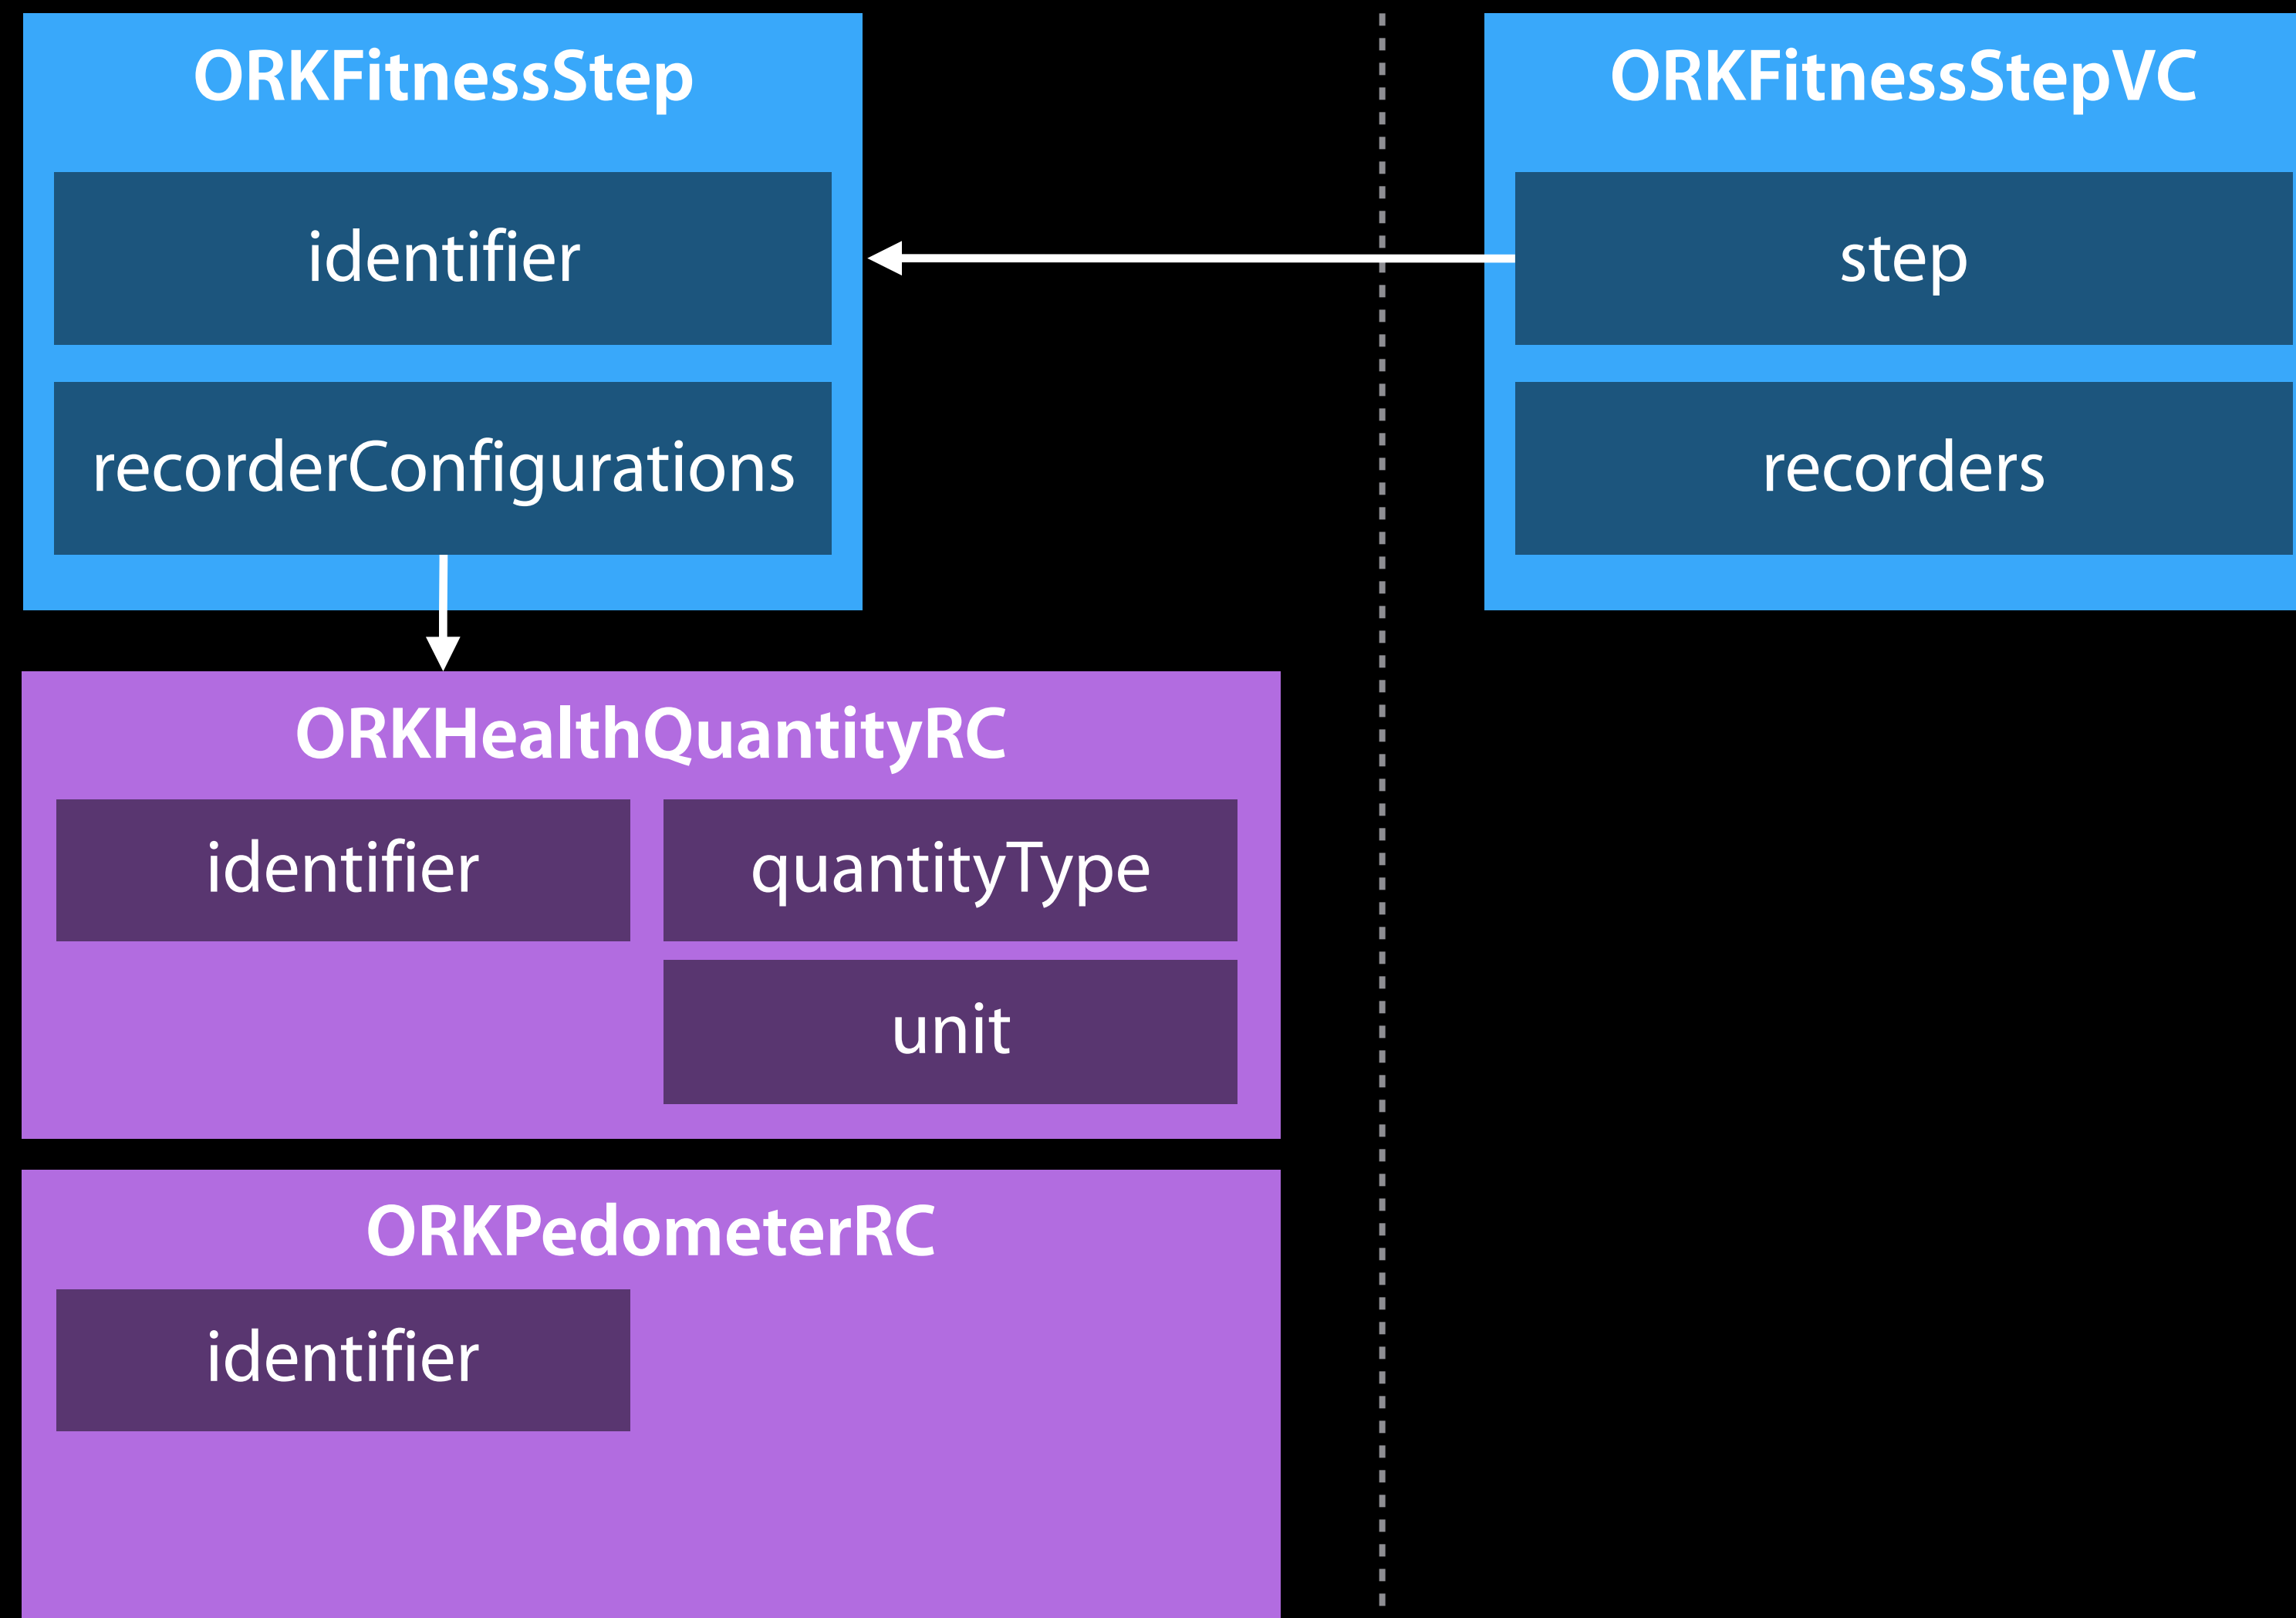 ORKFitnessStep
identifier
recorderConfigurations
ORKFitnessStepVC
step
recorders
ORKHealthQuantityRC
identifier
quantityType
unit
ORKPedometerRC
identifier